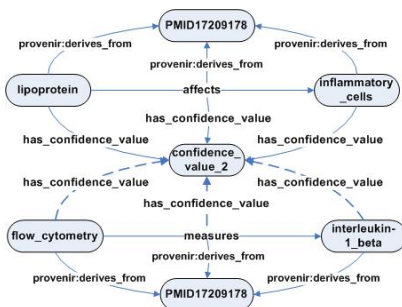 PMID17209178
provenir:derives_from
provenir:derives_from
provenir:derives_from
lipoprotein
affects
inflammatory
_cells
has_confidence_value
has_confidence_value
has_confidence_value
confidence_
value_2
has_confidence_value
has_confidence_value
has_confidence_value
flow_cytometry
measures
interleukin-
1_beta
provenir:derives_from
provenir:derives_from
provenir:derives_from
PMID17209178